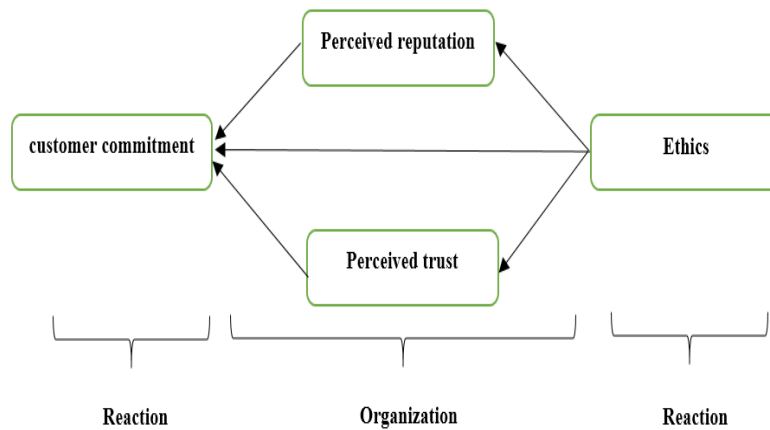 Perceived reputation
customer commitment
Ethics
Perceived trust
Reaction
Organization
Reaction